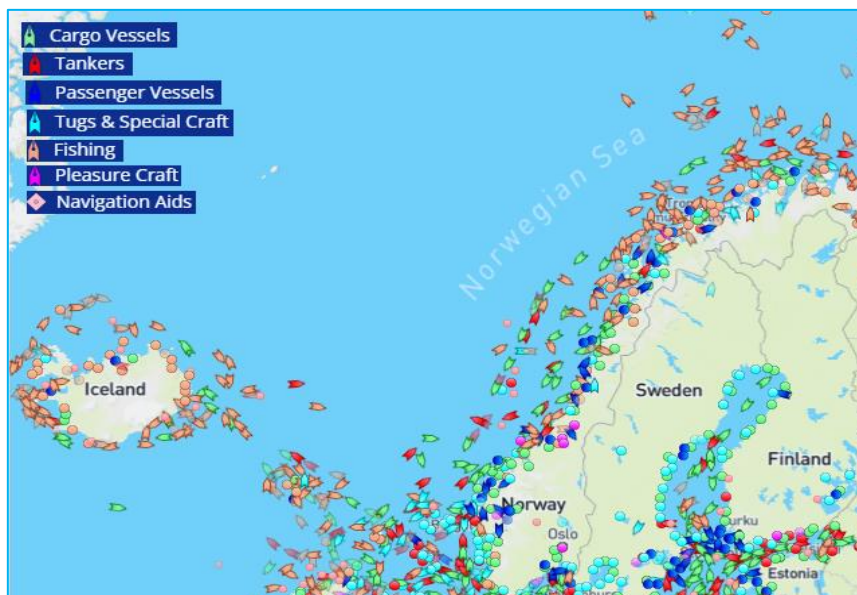 Cargo Vessels
Tankers
Passenger Vessels
Tugs & Special Craft
Fishing
Pleasure Craft
Navigation Aids
Norwegian Sea
Iceland
Sweden
Finland
Norway
Oslo
Estonia